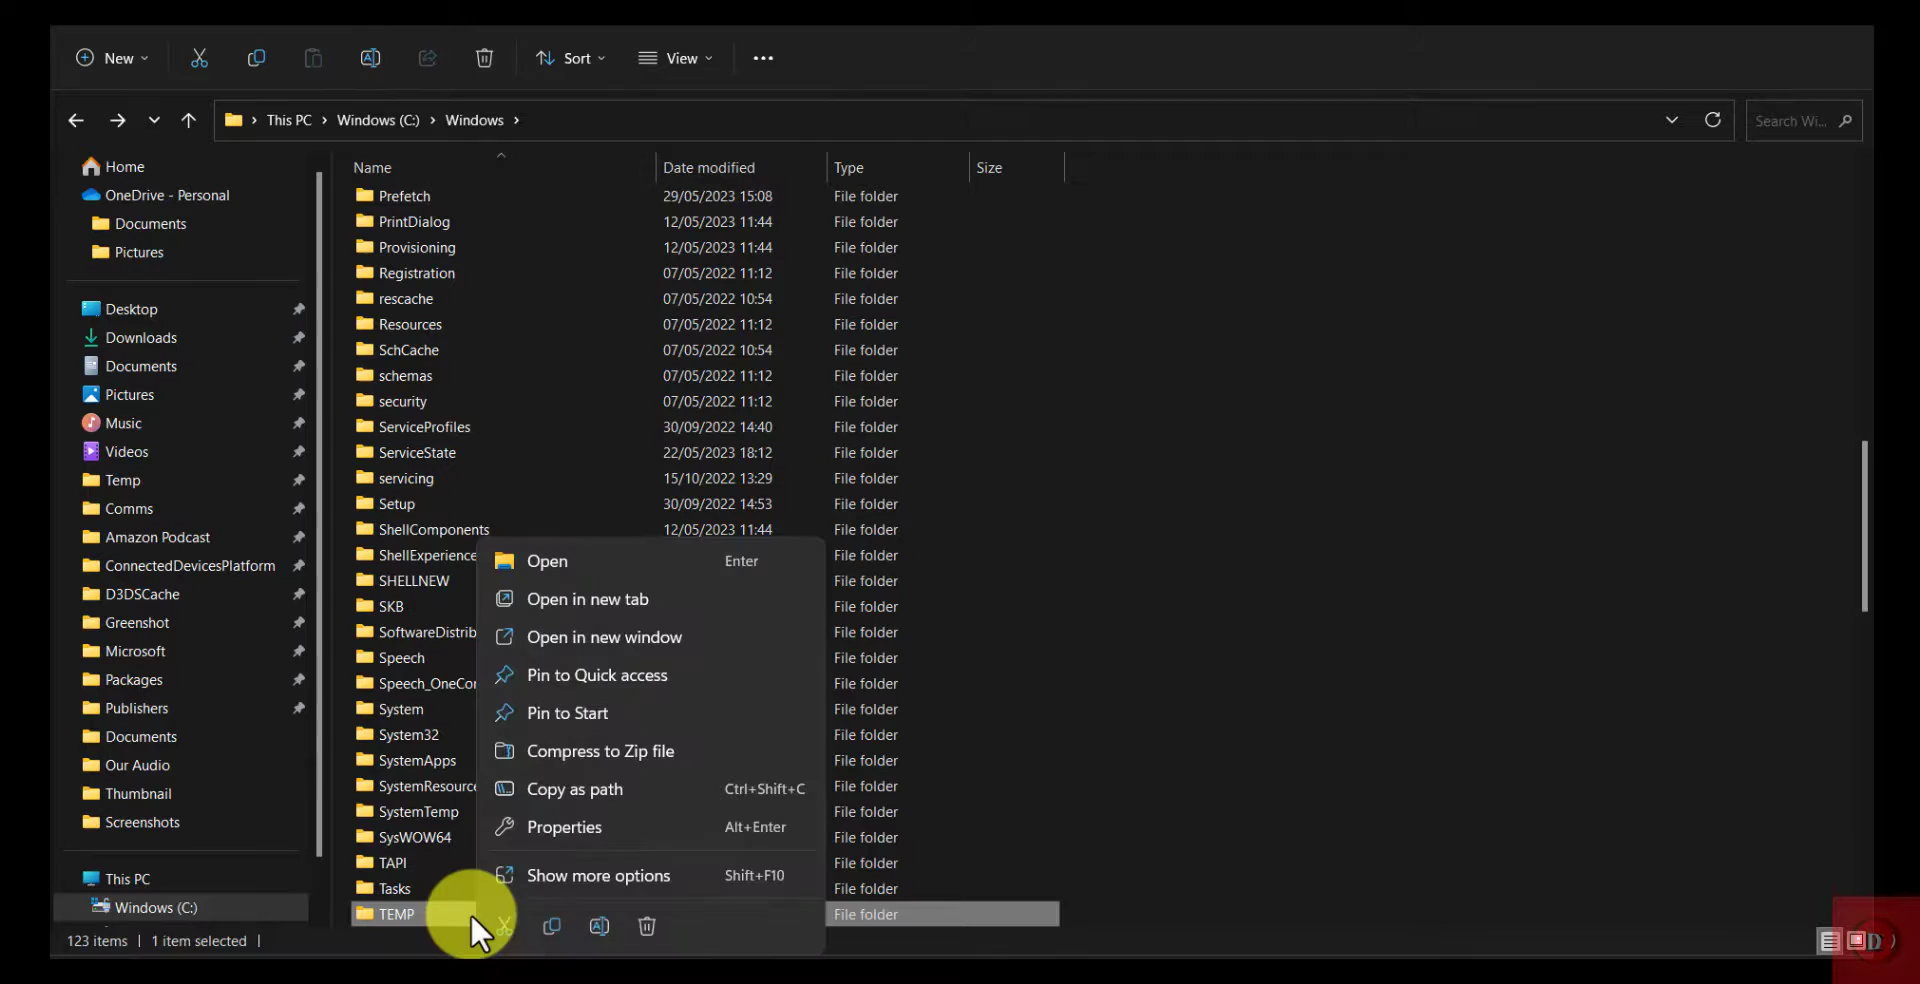 New
Sort
View
This PC > Windows (C:) > Windows >
Search Wi...
Home
OneDrive - Personal
Documents
Pictures
Desktop
Downloads
Documents
Pictures
Music
Videos
Temp
Comms
Amazon Podcast
ConnectedDevicesPlatform
D3DSCache
Greenshot
Microsoft
Packages
Publishers
Documents
Our Audio
Thumbnail
Screenshots
This PC
Windows (C:)
Name Date modified Type Size
Prefetch 29/05/2023 15:08 File folder
PrintDialog 12/05/2023 11:44 File folder
Provisioning 12/05/2023 11:44 File folder
Registration 07/05/2022 11:12 File folder
rescache 07/05/2022 10:54 File folder
Resources 07/05/2022 11:12 File folder
SchCache 07/05/2022 10:54 File folder
schemas 07/05/2022 11:12 File folder
security 07/05/2022 11:12 File folder
ServiceProfiles 30/09/2022 14:40 File folder
ServiceState 22/05/2023 18:12 File folder
servicing 15/10/2022 13:29 File folder
Setup 30/09/2022 14:53 File folder
ShellComponents 12/05/2023 11:44 File folder
ShellExperience File folder
SHELLNEW File folder
SKB File folder
SoftwareDistrib File folder
Speech File folder
Speech_OneCor File folder
System File folder
System32 File folder
SystemApps File folder
SystemResource File folder
SystemTemp File folder
SysWOW64 File folder
TAPI File folder
Tasks File folder
TEMP File folder
Open Enter
Open in new tab
Open in new window
Pin to Quick access
Pin to Start
Compress to Zip file
Copy as path Ctrl+Shift+C
Properties Alt+Enter
Show more options Shift+F10
123 items | 1 item selected |